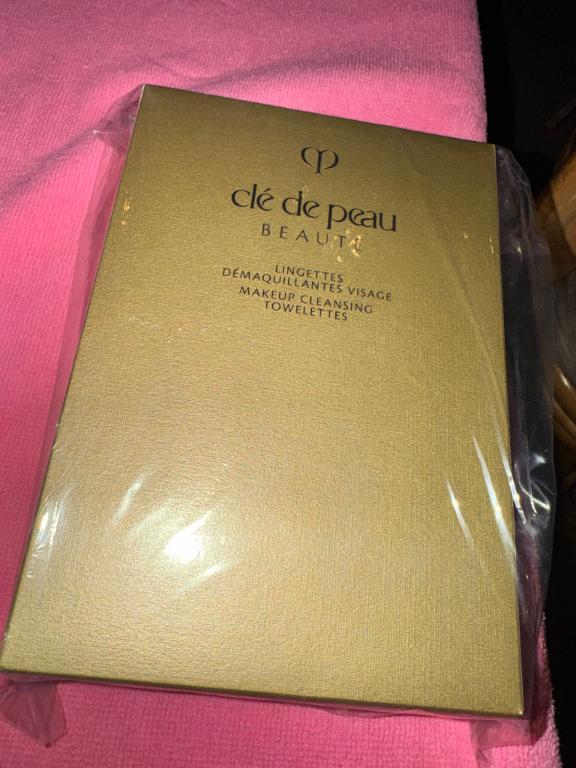 clé de peau
BEAUTÉ
LINGETTES
DÉMAQUILLANTES VISAGE
MAKEUP CLEANSING
TOWELETTES